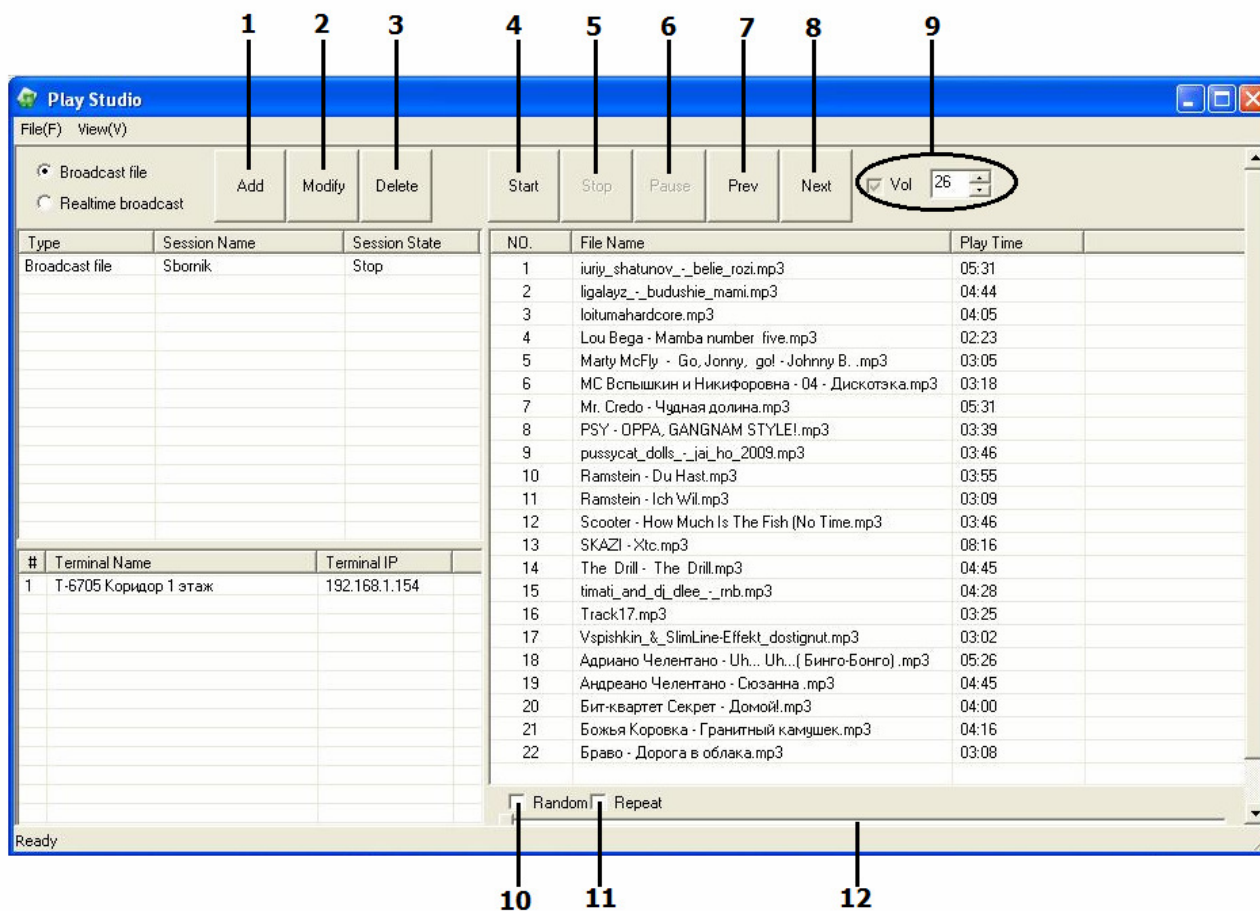 1 2 3 4 5 6 7 8 9
Play Studio
File(F) View(V)
Broadcast file
Realtime broadcast
Add Modify Delete
Start Stop Pause Prev Next Vol 26
Type Session Name Session State
Broadcast file Sbornik Stop
# Terminal Name Terminal IP
1 T-6705 Коридор 1 этаж 192.168.1.154
NO. File Name Play Time
1 iuriy_shatunov_-_belie_rozi.mp3 05:31
2 ligalayz_-_budushie_mami.mp3 04:44
3 loitumahardcore.mp3 04:05
4 Lou Bega - Mamba number five.mp3 02:23
5 Marty McFly - Go, Jonny, go! - Johnny B. .mp3 03:05
6 МС Вспышкин и Никифоровна - 04 - Дискотэка.mp3 03:18
7 Mr. Credo - Чудная долина.mp3 05:31
8 PSY - OPPA, GANGNAM STYLE!.mp3 03:39
9 pussycat_dolls_-_jai_ho_2009.mp3 03:46
10 Ramstein - Du Hast.mp3 03:55
11 Ramstein - Ich Wil.mp3 03:09
12 Scooter - How Much Is The Fish (No Time.mp3 03:46
13 SKAZI - Xtc.mp3 08:16
14 The Drill - The Drill.mp3 04:45
15 timati_and_dj_dlee_-_rnb.mp3 04:28
16 Track17.mp3 03:25
17 Vspishkin_&_SlimLine-Effekt_dostignut.mp3 03:02
18 Адриано Челентано - Uh... Uh...( Бинго-Бонго) .mp3 05:26
19 Андреано Челентано - Сюзанна .mp3 04:45
20 Бит-квартет Секрет - Домой!.mp3 04:00
21 Божья Коровка - Гранитный камушек.mp3 04:16
22 Браво - Дорога в облака.mp3 03:08
Random Repeat
Ready
10 11 12